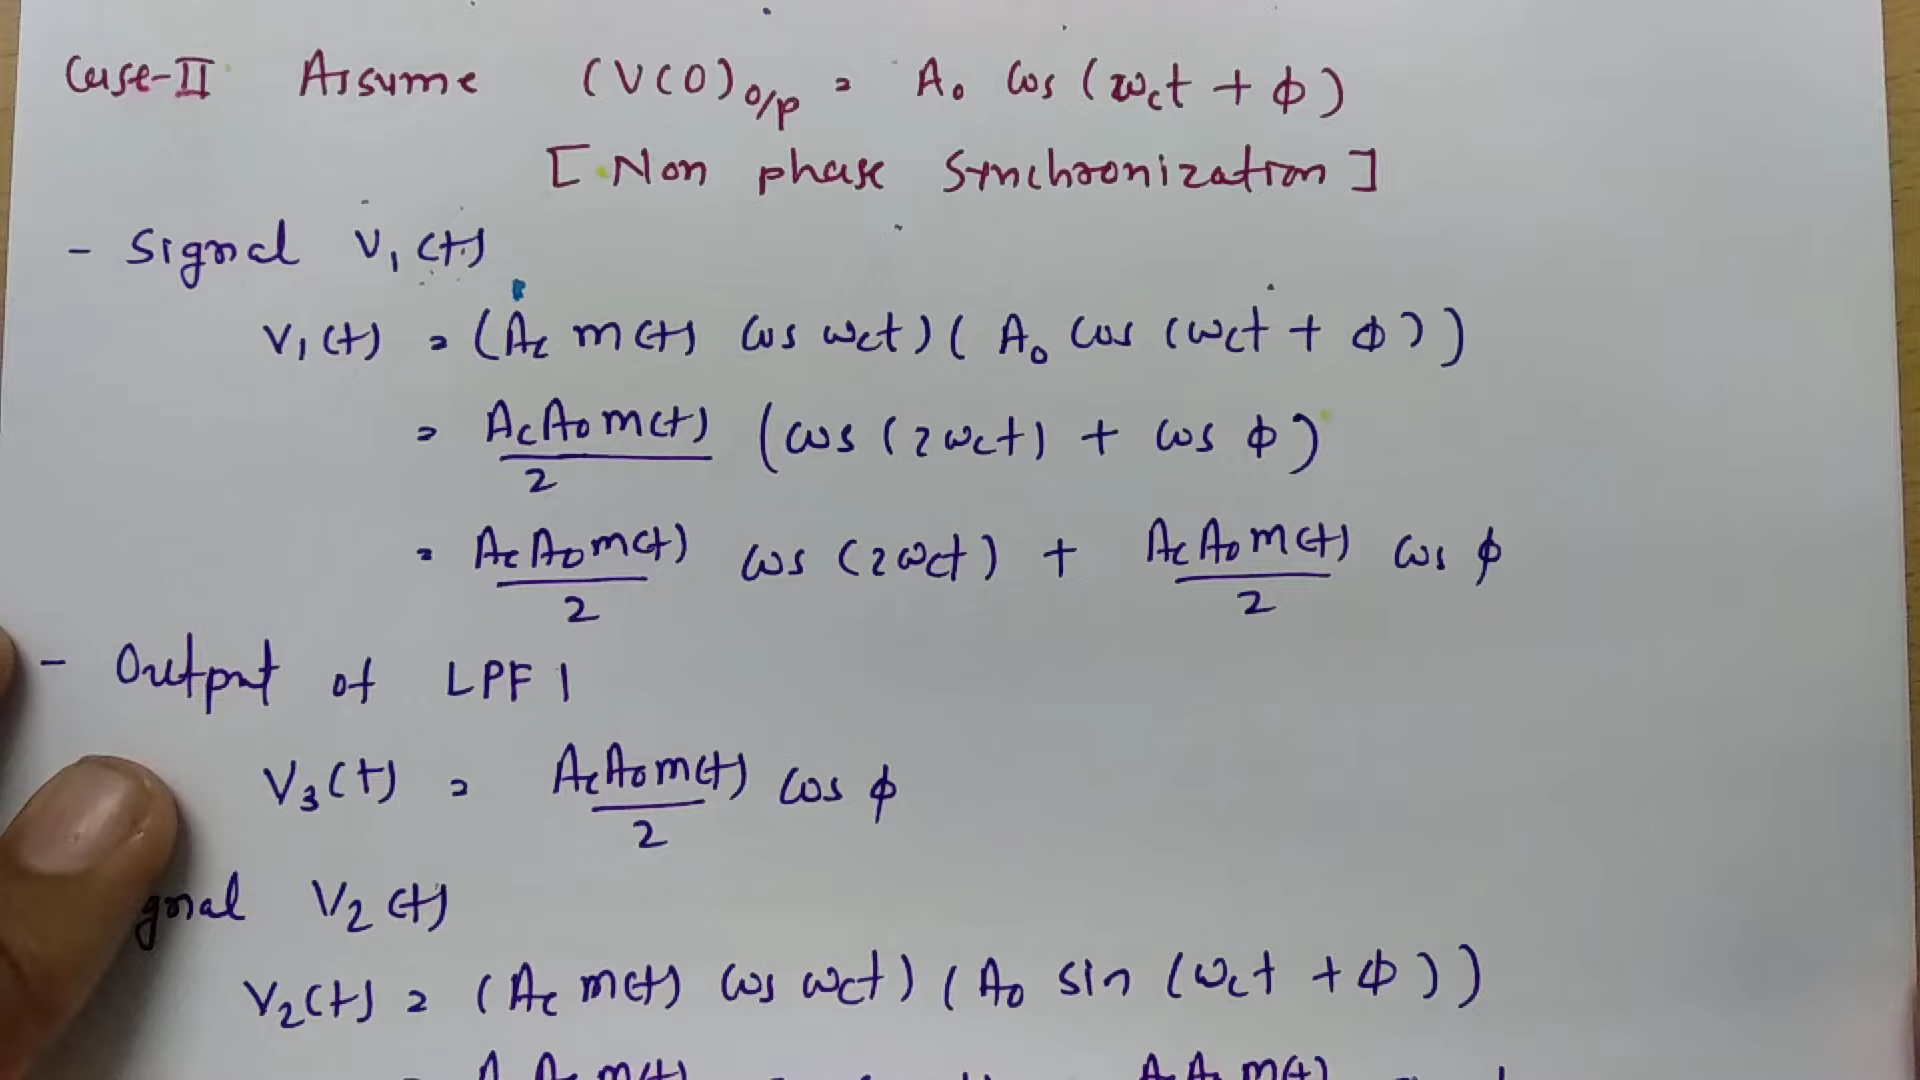 Case-II Assume (VCO)o/p = A₀ cos (ωct + ϕ)
[Non phase Synchronization]
- Signal V₁(t)
V₁(t) = (Ac m(t) cos ωct)(A₀ cos (ωct + ϕ))
= AcA₀m(t)/2 (cos (2ωct) + cos ϕ)
= AcA₀m(t)/2 cos (2ωct) + AcA₀m(t)/2 cos ϕ
- Output of LPF 1
V₃(t) = AcA₀m(t)/2 cos ϕ
gnal V₂(t)
V₂(t) = (Ac m(t) cos ωct)(A₀ sin (ωct + ϕ))